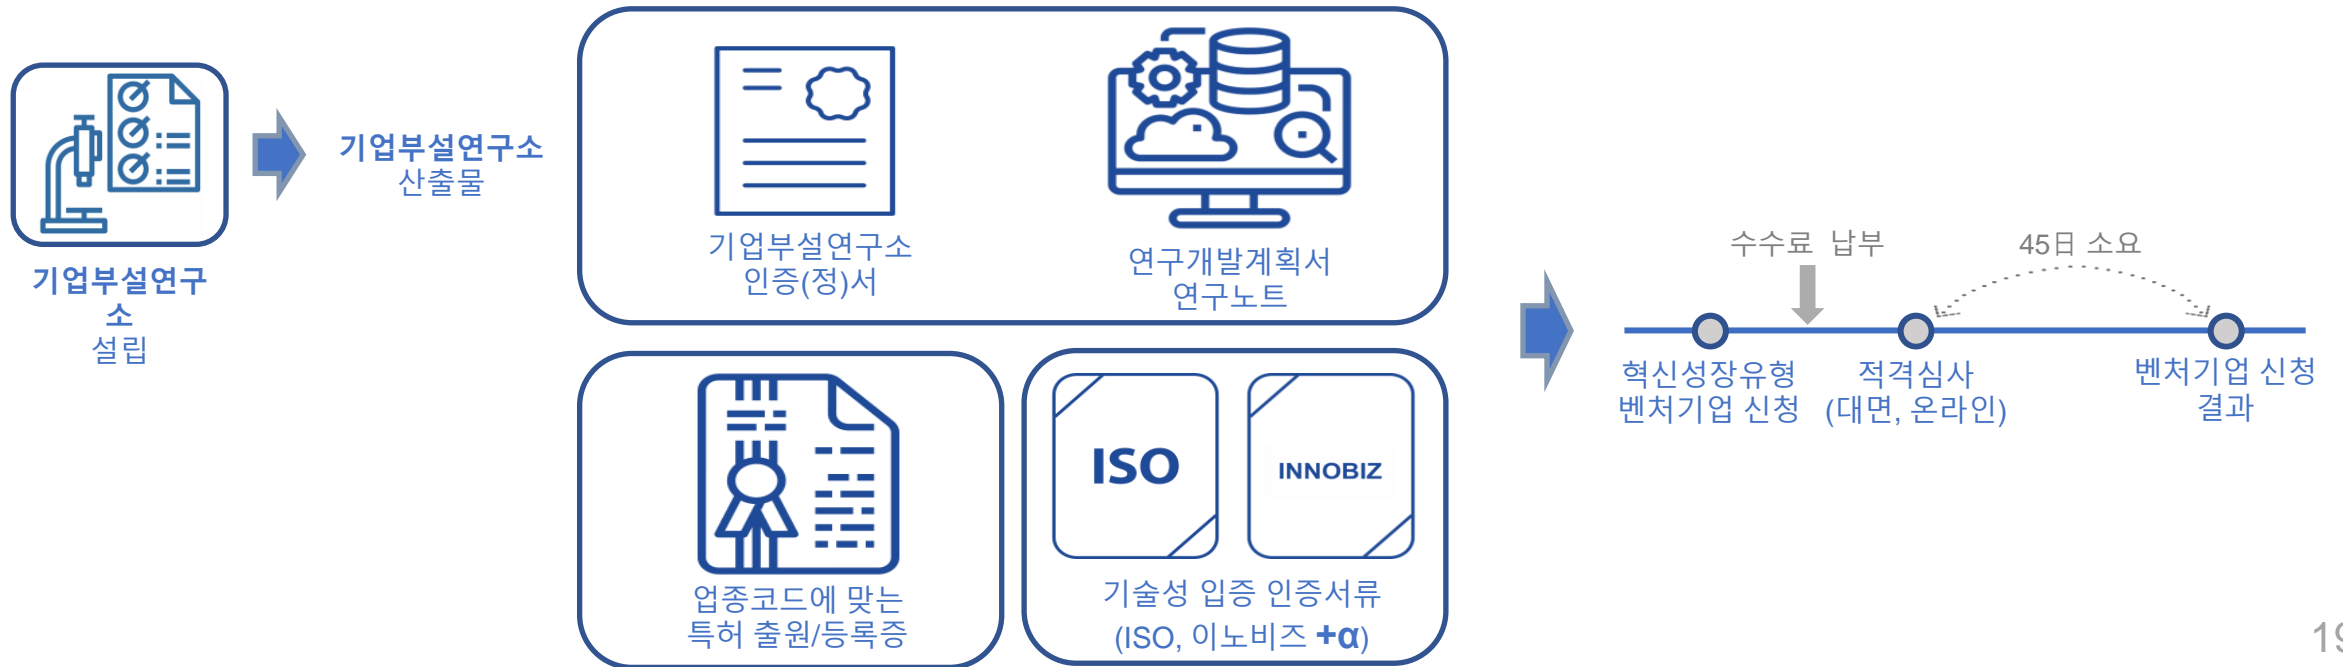 기업부설연구
소
설립
기업부설연구소
산출물
기업부설연구소
인증(정)서
연구개발계획서
연구노트
업종코드에 맞는
특허 출원/등록증
ISO
INNOBIZ
기술성 입증 인증서류
(ISO, 이노비즈 +α)
수수료 납부
45日 소요
혁신성장유형
벤처기업 신청
적격심사
(대면, 온라인)
벤처기업 신청
결과
19